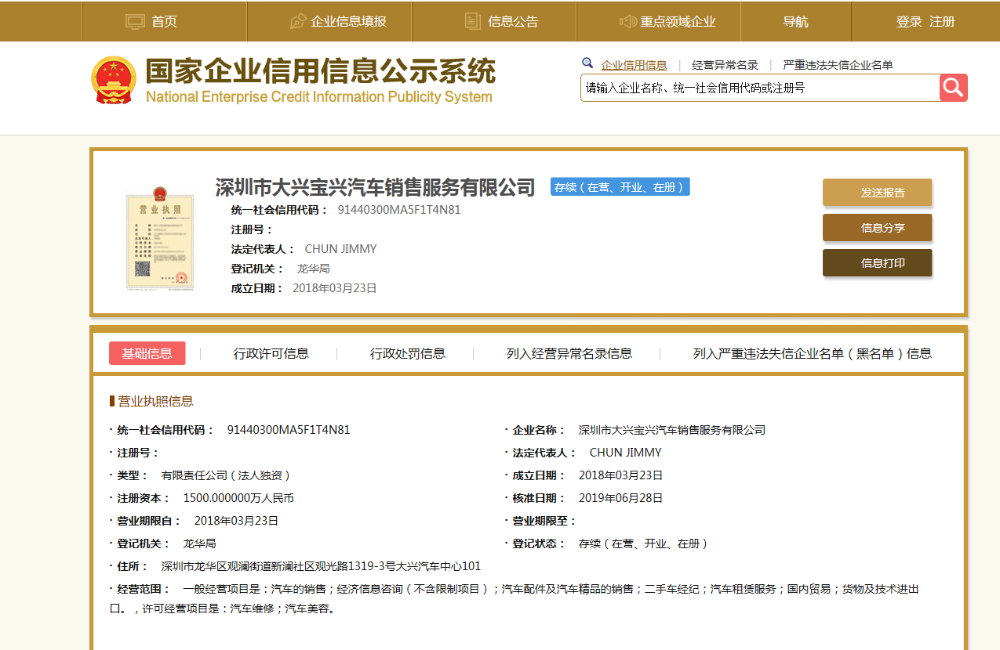 首页 企业信息填报 信息公告 重点领域企业 导航 登录 注册
国家企业信用信息公示系统
National Enterprise Credit Information Publicity System
企业信用信息 | 经营异常名录 | 严重违法失信企业名单
请输入企业名称、统一社会信用代码或注册号
营业执照
深圳市大兴宝兴汽车销售服务有限公司 存续（在营、开业、在册）
统一社会信用代码： 91440300MA5F1T4N81
注册号：
法定代表人： CHUN JIMMY
登记机关： 龙华局
成立日期： 2018年03月23日
发送报告
信息分享
信息打印
基础信息 | 行政许可信息 | 行政处罚信息 | 列入经营异常名录信息 | 列入严重违法失信企业名单（黑名单）信息
营业执照信息
· 统一社会信用代码： 91440300MA5F1T4N81 · 企业名称： 深圳市大兴宝兴汽车销售服务有限公司
· 注册号： · 法定代表人： CHUN JIMMY
· 类型： 有限责任公司（法人独资） · 成立日期： 2018年03月23日
· 注册资本： 1500.000000万人民币 · 核准日期： 2019年06月28日
· 营业期限自： 2018年03月23日 · 营业期限至：
· 登记机关： 龙华局 · 登记状态： 存续（在营、开业、在册）
· 住所： 深圳市龙华区观澜街道新澜社区观光路1319-3号大兴汽车中心101
· 经营范围： 一般经营项目是：汽车的销售；经济信息咨询（不含限制项目）；汽车配件及汽车精品的销售；二手车经纪；汽车租赁服务；国内贸易；货物及技术进出
口。，许可经营项目是：汽车维修；汽车美容。